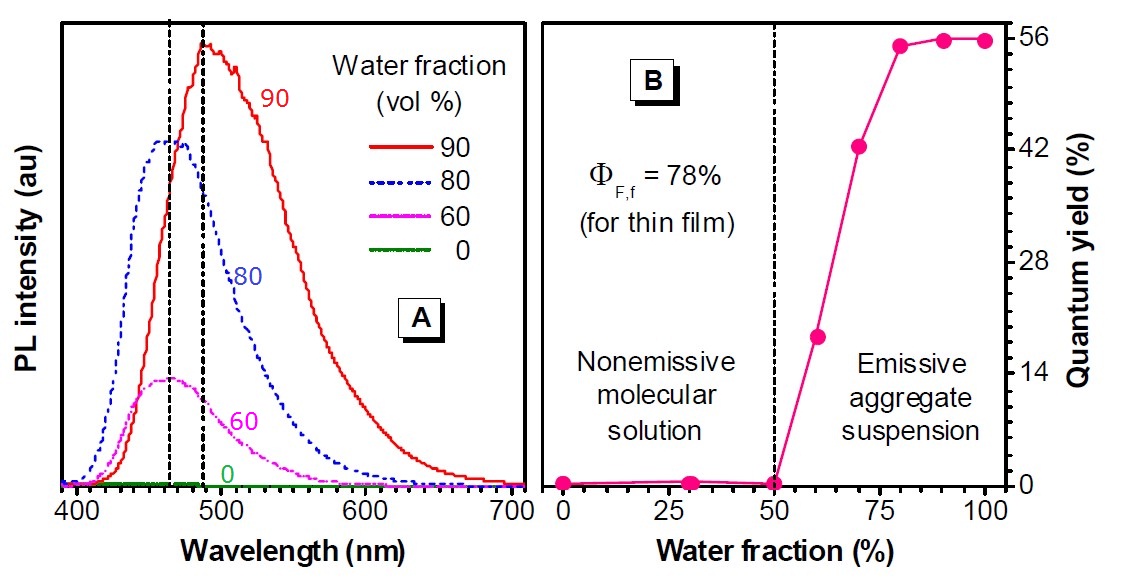 Water fraction
(vol %)
90
90
80
60
0
80
60
0
A
PL intensity (au)
400
500
600
700
Wavelength (nm)
B
Φ_F,f = 78%
(for thin film)
Nonemissive
molecular
solution
Emissive
aggregate
suspension
56
42
28
14
0
Quantum yield (%)
0
25
50
75
100
Water fraction (%)